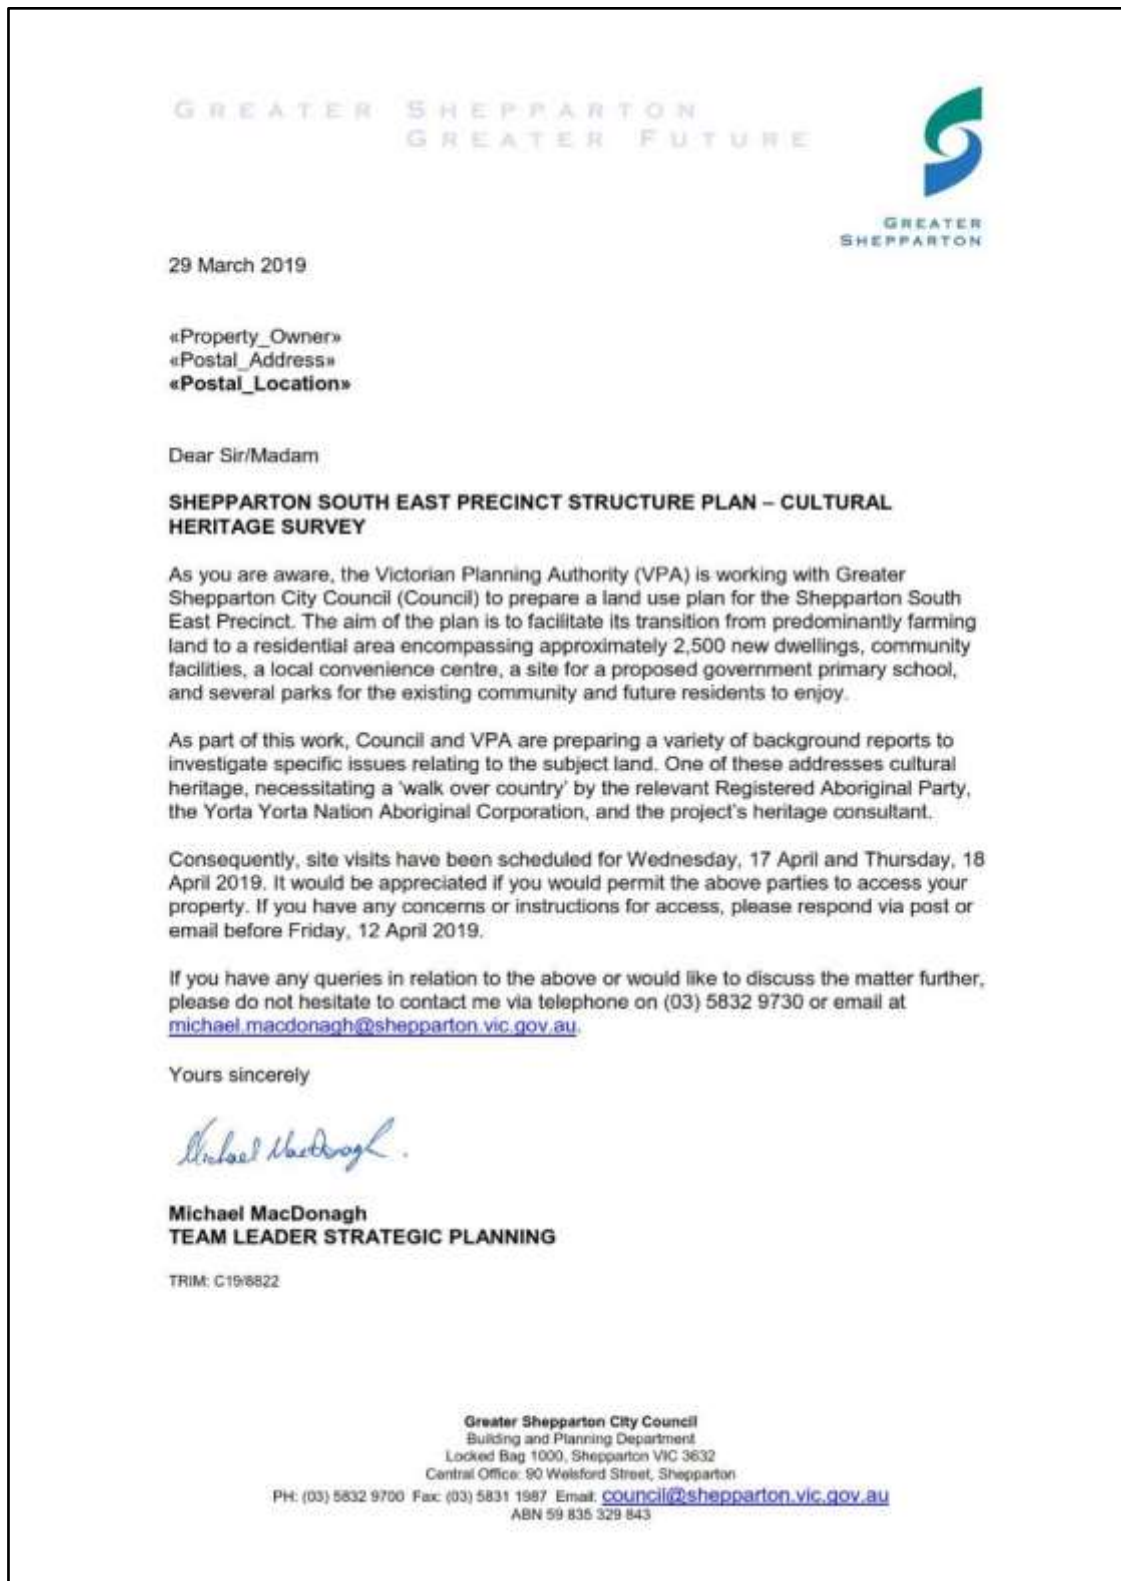 GREATER SHEPPARTON
GREATER FUTURE
GREATER
SHEPPARTON
29 March 2019
«Property_Owner»
«Postal_Address»
«Postal_Location»
Dear Sir/Madam
SHEPPARTON SOUTH EAST PRECINCT STRUCTURE PLAN – CULTURAL
HERITAGE SURVEY
As you are aware, the Victorian Planning Authority (VPA) is working with Greater
Shepparton City Council (Council) to prepare a land use plan for the Shepparton South
East Precinct. The aim of the plan is to facilitate its transition from predominantly farming
land to a residential area encompassing approximately 2,500 new dwellings, community
facilities, a local convenience centre, a site for a proposed government primary school,
and several parks for the existing community and future residents to enjoy.
As part of this work, Council and VPA are preparing a variety of background reports to
investigate specific issues relating to the subject land. One of these addresses cultural
heritage, necessitating a 'walk over country' by the relevant Registered Aboriginal Party,
the Yorta Yorta Nation Aboriginal Corporation, and the project's heritage consultant.
Consequently, site visits have been scheduled for Wednesday, 17 April and Thursday, 18
April 2019. It would be appreciated if you would permit the above parties to access your
property. If you have any concerns or instructions for access, please respond via post or
email before Friday, 12 April 2019.
If you have any queries in relation to the above or would like to discuss the matter further,
please do not hesitate to contact me via telephone on (03) 5832 9730 or email at
michael.macdonagh@shepparton.vic.gov.au.
Yours sincerely
Michael MacDonagh.
Michael MacDonagh
TEAM LEADER STRATEGIC PLANNING
TRIM: C19/8822
Greater Shepparton City Council
Building and Planning Department
Locked Bag 1000, Shepparton VIC 3632
Central Office: 90 Welsford Street, Shepparton
PH: (03) 5832 9700 Fax: (03) 5831 1987 Email: council@shepparton.vic.gov.au
ABN 59 835 329 843